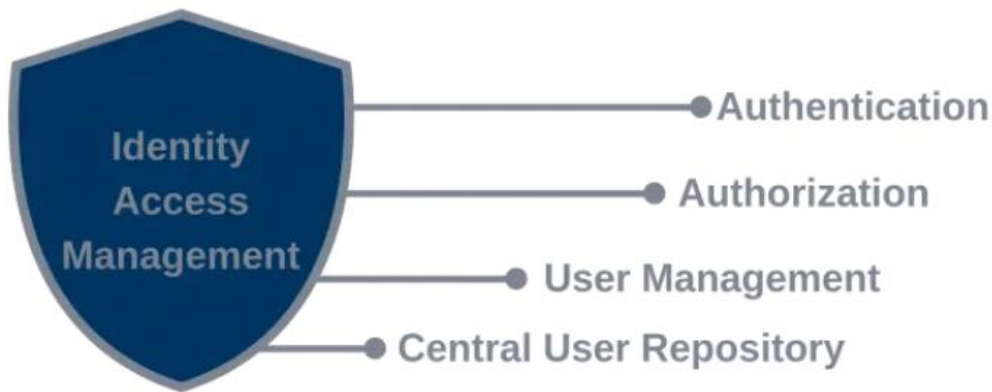 Identity
Access
Management
Authentication
Authorization
User Management
Central User Repository